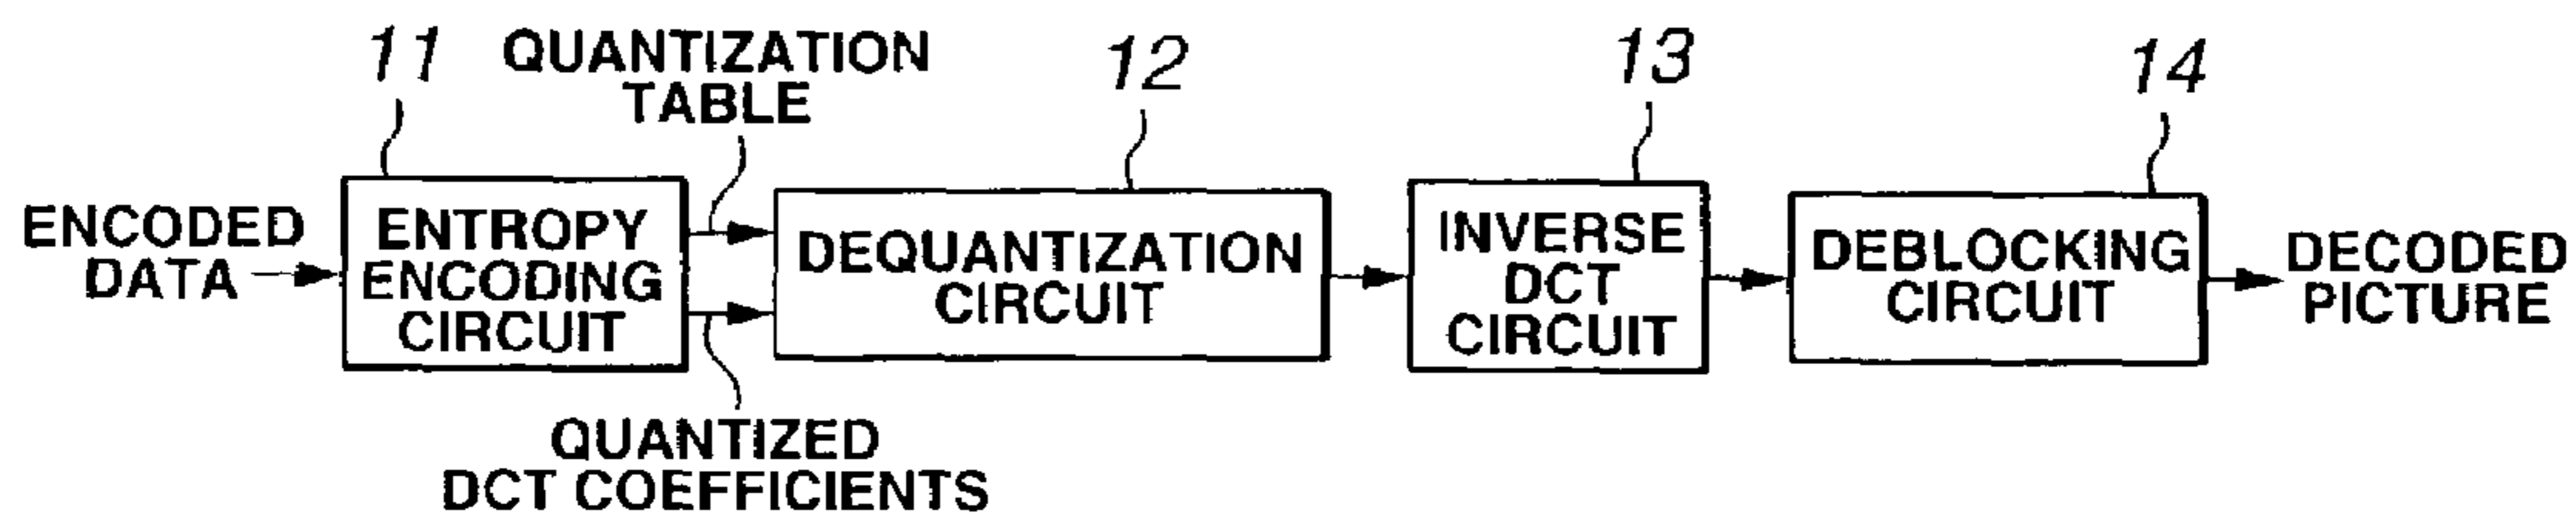 11
QUANTIZATION
TABLE
12
13
14
ENCODED
DATA
ENTROPY
ENCODING
CIRCUIT
DEQUANTIZATION
CIRCUIT
INVERSE
DCT
CIRCUIT
DEBLOCKING
CIRCUIT
DECODED
PICTURE
QUANTIZED
DCT COEFFICIENTS